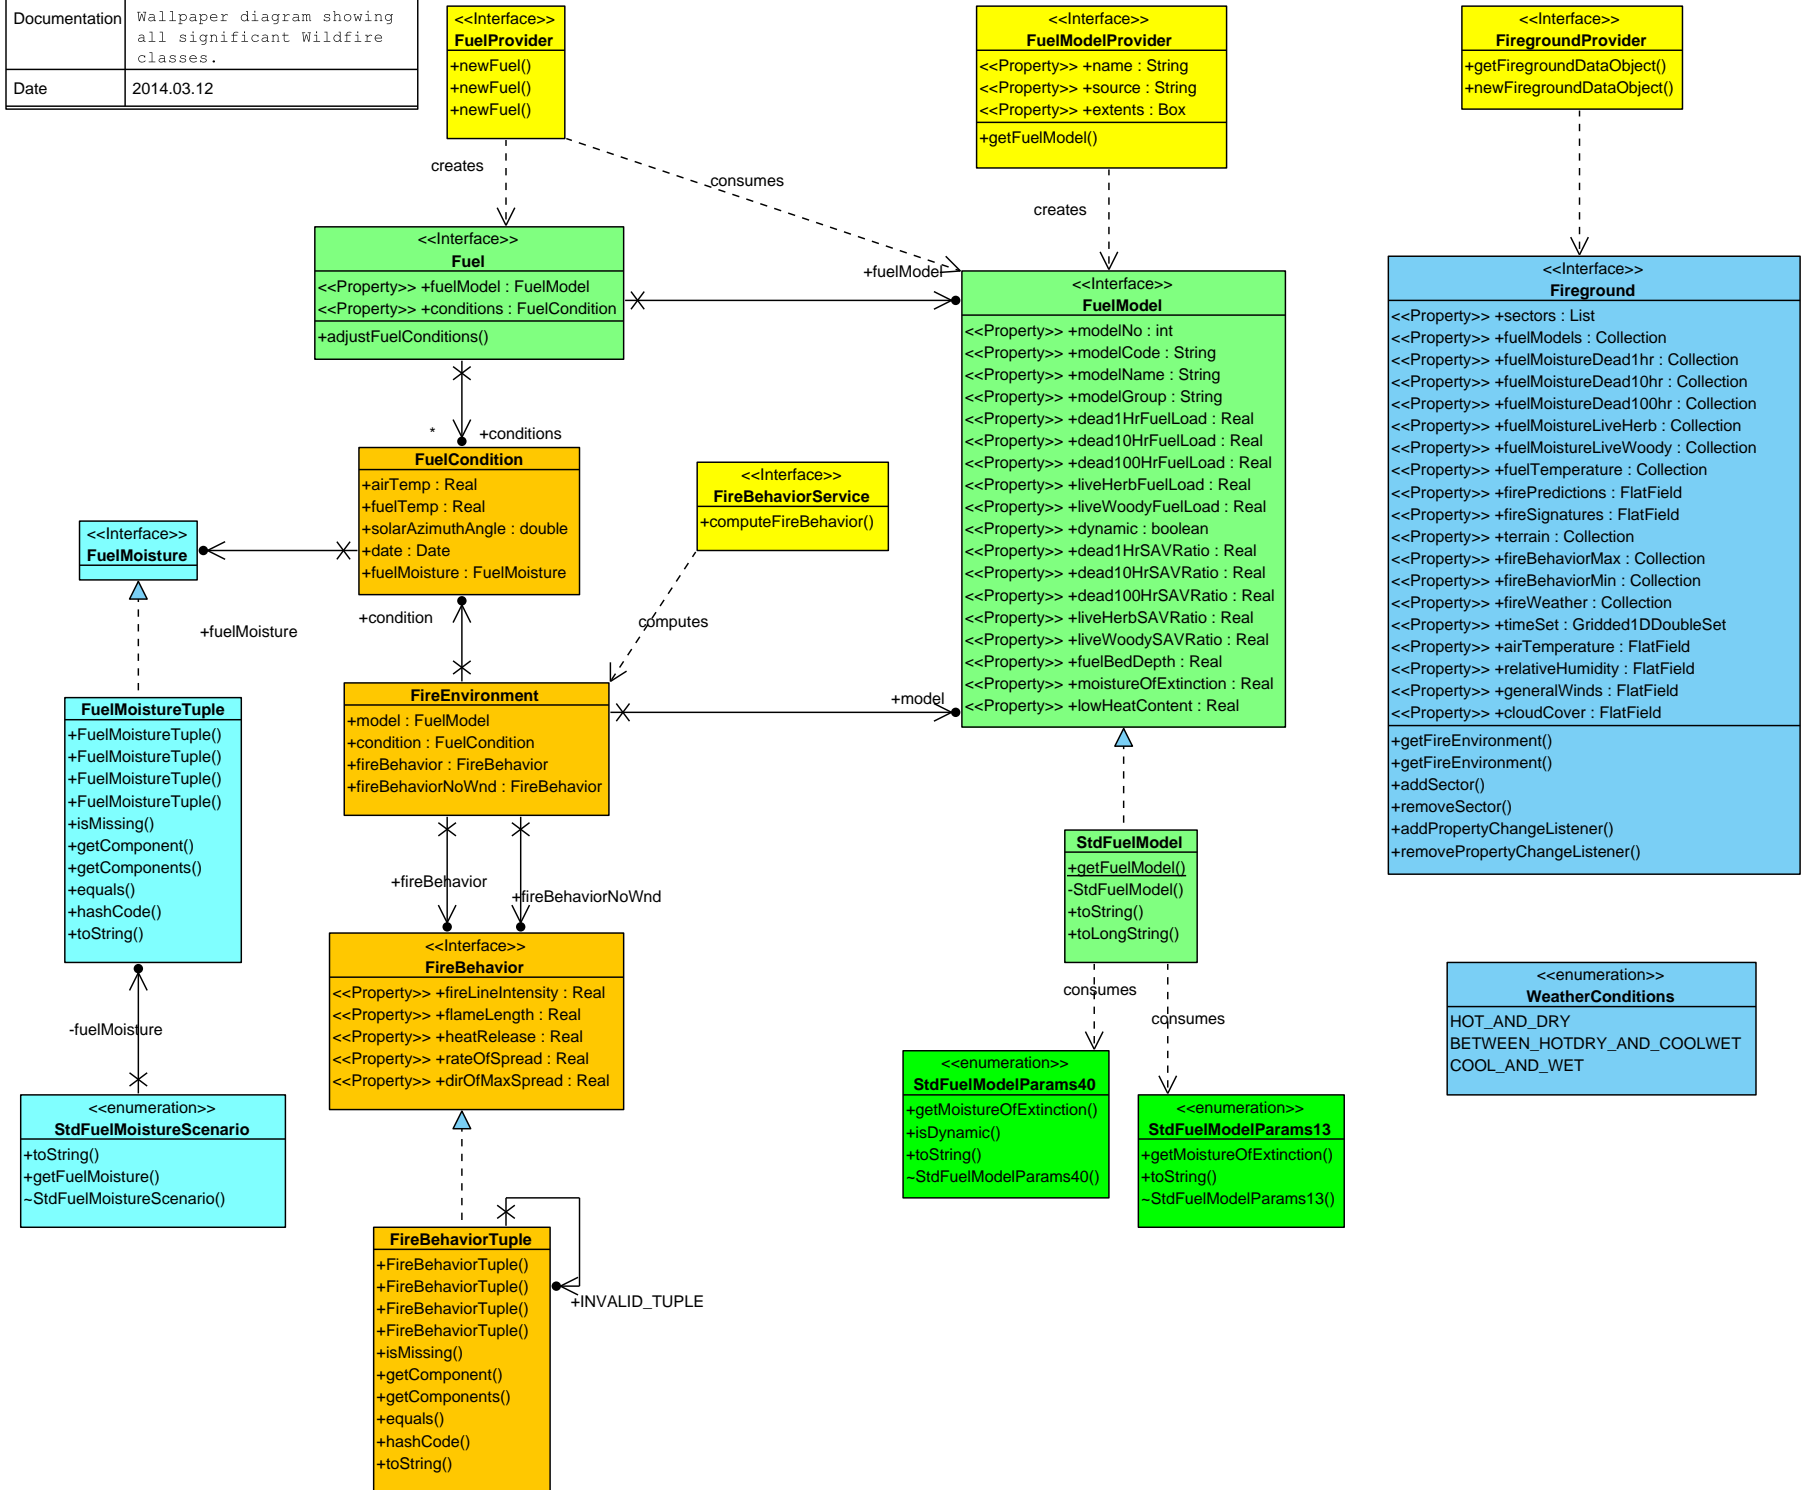 Documentation
Wallpaper diagram showing
all significant Wildfire
classes.
Date
2014.03.12
<<Interface>>
FuelProvider
+newFuel()
+newFuel()
+newFuel()
<<Interface>>
FuelModelProvider
<<Property>> +name : String
<<Property>> +source : String
<<Property>> +extents : Box
+getFuelModel()
<<Interface>>
FiregroundProvider
+getFiregroundDataObject()
+newFiregroundDataObject()
creates
consumes
creates
<<Interface>>
Fuel
<<Property>> +fuelModel : FuelModel
<<Property>> +conditions : FuelCondition
+adjustFuelConditions()
+fuelModel
<<Interface>>
FuelModel
<<Property>> +modelNo : int
<<Property>> +modelCode : String
<<Property>> +modelName : String
<<Property>> +modelGroup : String
<<Property>> +dead1HrFuelLoad : Real
<<Property>> +dead10HrFuelLoad : Real
<<Property>> +dead100HrFuelLoad : Real
<<Property>> +liveHerbFuelLoad : Real
<<Property>> +liveWoodyFuelLoad : Real
<<Property>> +dynamic : boolean
<<Property>> +dead1HrSAVRatio : Real
<<Property>> +dead10HrSAVRatio : Real
<<Property>> +dead100HrSAVRatio : Real
<<Property>> +liveHerbSAVRatio : Real
<<Property>> +liveWoodySAVRatio : Real
<<Property>> +fuelBedDepth : Real
<<Property>> +moistureOfExtinction : Real
<<Property>> +lowHeatContent : Real
<<Interface>>
Fireground
<<Property>> +sectors : List
<<Property>> +fuelModels : Collection
<<Property>> +fuelMoistureDead1hr : Collection
<<Property>> +fuelMoistureDead10hr : Collection
<<Property>> +fuelMoistureDead100hr : Collection
<<Property>> +fuelMoistureLiveHerb : Collection
<<Property>> +fuelMoistureLiveWoody : Collection
<<Property>> +fuelTemperature : Collection
<<Property>> +firePredictions : FlatField
<<Property>> +fireSignatures : FlatField
<<Property>> +terrain : Collection
<<Property>> +fireBehaviorMax : Collection
<<Property>> +fireBehaviorMin : Collection
<<Property>> +fireWeather : Collection
<<Property>> +timeSet : Gridded1DDoubleSet
<<Property>> +airTemperature : FlatField
<<Property>> +relativeHumidity : FlatField
<<Property>> +generalWinds : FlatField
<<Property>> +cloudCover : FlatField
+getFireEnvironment()
+getFireEnvironment()
+addSector()
+removeSector()
+addPropertyChangeListener()
+removePropertyChangeListener()
*
+conditions
FuelCondition
+airTemp : Real
+fuelTemp : Real
+solarAzimuthAngle : double
+date : Date
+fuelMoisture : FuelMoisture
<<Interface>>
FireBehaviorService
+computeFireBehavior()
<<Interface>>
FuelMoisture
+fuelMoisture
+condition
computes
FuelMoistureTuple
+FuelMoistureTuple()
+FuelMoistureTuple()
+FuelMoistureTuple()
+FuelMoistureTuple()
+isMissing()
+getComponent()
+getComponents()
+equals()
+hashCode()
+toString()
FireEnvironment
+model : FuelModel
+condition : FuelCondition
+fireBehavior : FireBehavior
+fireBehaviorNoWnd : FireBehavior
+model
StdFuelModel
+getFuelModel()
-StdFuelModel()
+toString()
+toLongString()
+fireBehavior
+fireBehaviorNoWnd
<<Interface>>
FireBehavior
<<Property>> +fireLineIntensity : Real
<<Property>> +flameLength : Real
<<Property>> +heatRelease : Real
<<Property>> +rateOfSpread : Real
<<Property>> +dirOfMaxSpread : Real
consumes
consumes
<<enumeration>>
WeatherConditions
HOT_AND_DRY
BETWEEN_HOTDRY_AND_COOLWET
COOL_AND_WET
-fuelMoisture
<<enumeration>>
StdFuelMoistureScenario
+toString()
+getFuelMoisture()
~StdFuelMoistureScenario()
<<enumeration>>
StdFuelModelParams40
+getMoistureOfExtinction()
+isDynamic()
+toString()
~StdFuelModelParams40()
<<enumeration>>
StdFuelModelParams13
+getMoistureOfExtinction()
+toString()
~StdFuelModelParams13()
FireBehaviorTuple
+FireBehaviorTuple()
+FireBehaviorTuple()
+FireBehaviorTuple()
+FireBehaviorTuple()
+isMissing()
+getComponent()
+getComponents()
+equals()
+hashCode()
+toString()
+INVALID_TUPLE